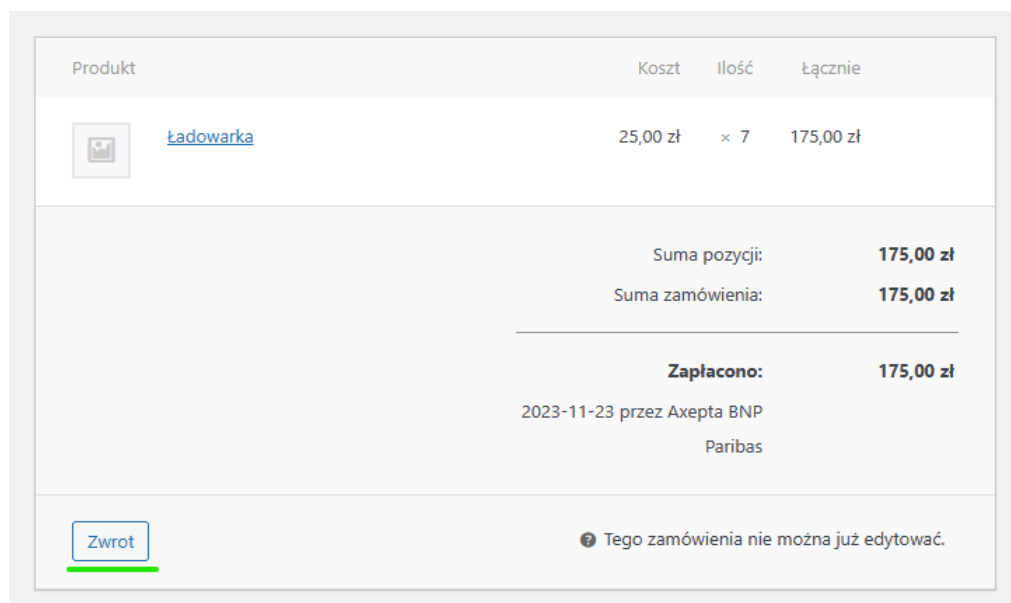 Produkt Koszt Ilość Łącznie
Ładowarka 25,00 zł × 7 175,00 zł
Suma pozycji: 175,00 zł
Suma zamówienia: 175,00 zł
Zapłacono: 175,00 zł
2023-11-23 przez Axepta BNP
Paribas
Zwrot ? Tego zamówienia nie można już edytować.